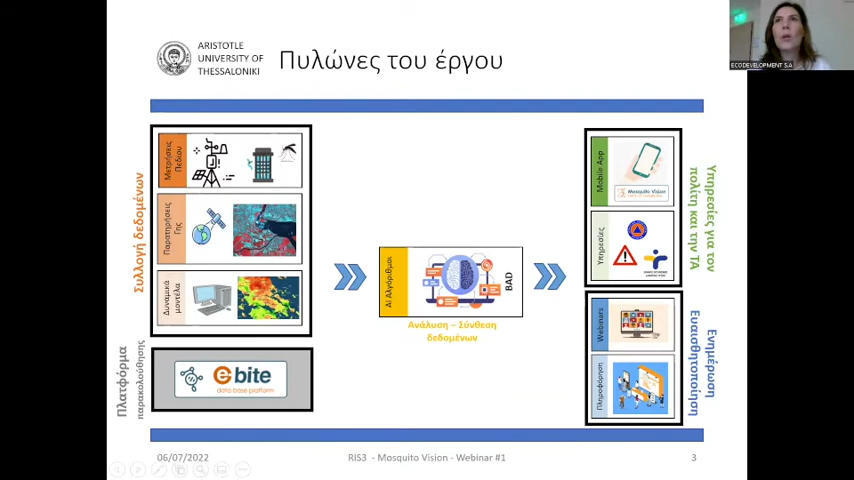 ARISTOTLE
UNIVERSITY OF
THESSALONIKI
Πυλώνες του έργου
ECODEVELOPMENT S.A
Συλλογή δεδομένων
Μετρήσεις
Πεδίου
Παρατηρήσεις
Γης
Δυναμικά
μοντέλα
Πλατφόρμα
παρακολούθησης
e-bite
data base platform
AI Αλγόριθμοι
BAD
Ανάλυση – Σύνθεση
δεδομένων
Mobile App
Mosquito Vision
Υπηρεσίες
Υπηρεσίες για τον
πολίτη και την ΤΑ
Webinars
Πληροφόρηση
Ενημέρωση
Ευαισθητοποίηση
06/07/2022
RIS3 - Mosquito Vision - Webinar #1
3